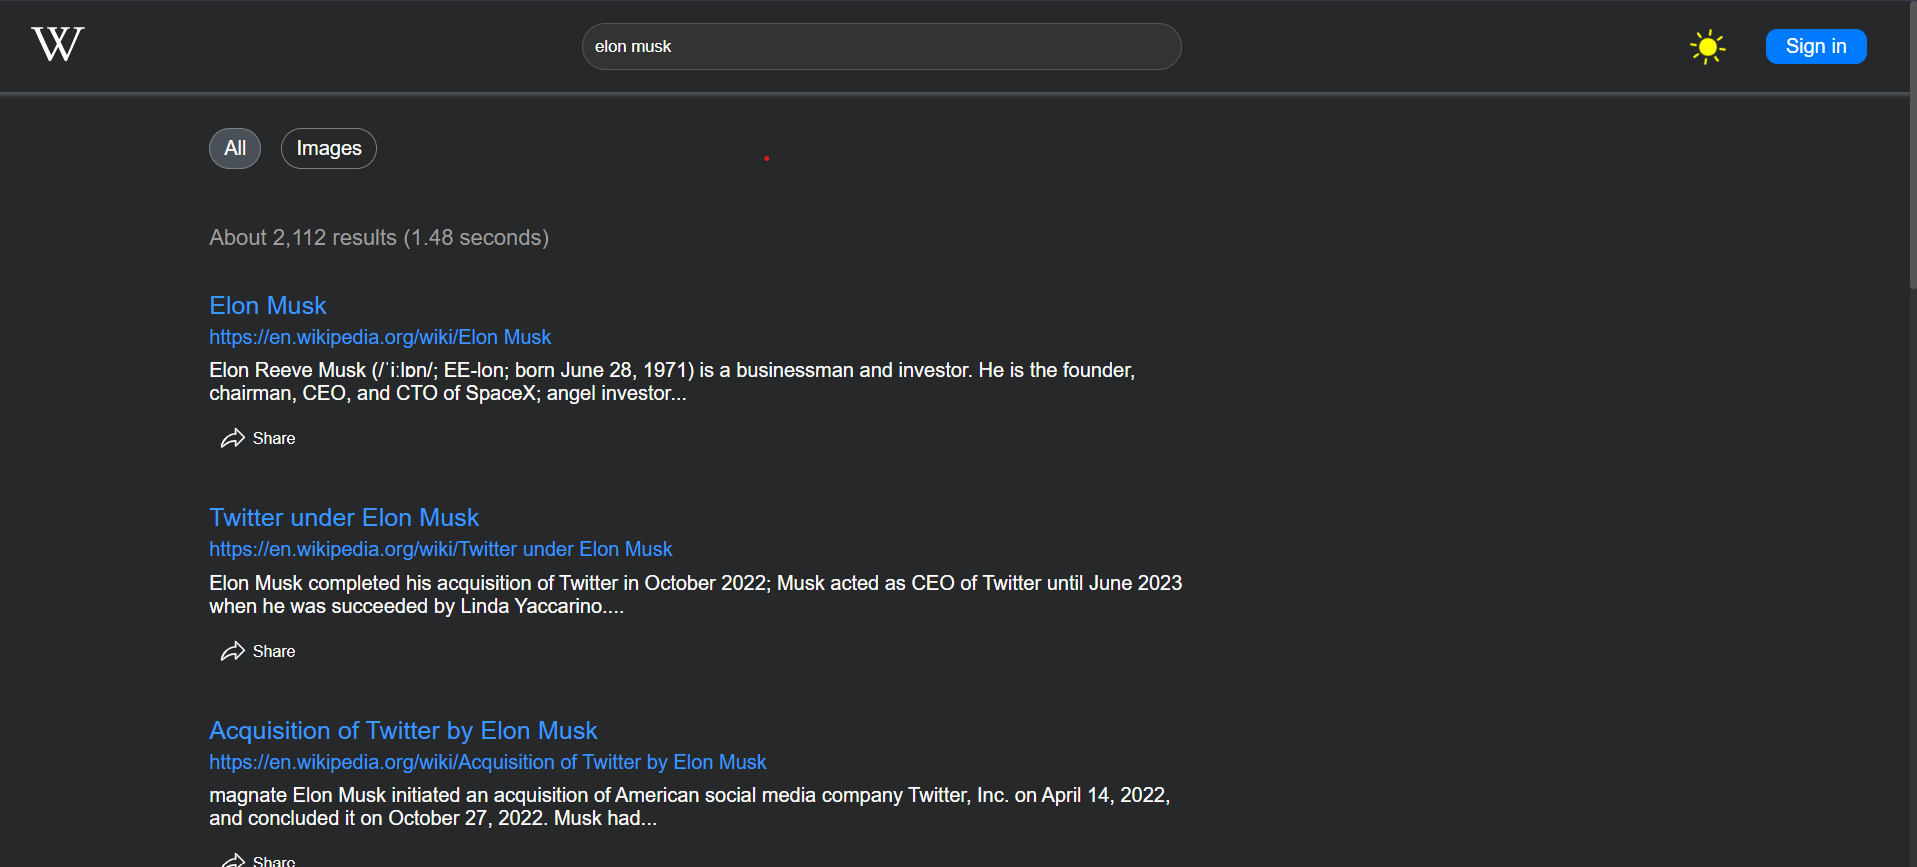 W
elon musk
Sign in
All
Images
About 2,112 results (1.48 seconds)
Elon Musk
https://en.wikipedia.org/wiki/Elon Musk
Elon Reeve Musk (/ˈiːlɒn/; EE-lon; born June 28, 1971) is a businessman and investor. He is the founder,
chairman, CEO, and CTO of SpaceX; angel investor...
Share
Twitter under Elon Musk
https://en.wikipedia.org/wiki/Twitter under Elon Musk
Elon Musk completed his acquisition of Twitter in October 2022; Musk acted as CEO of Twitter until June 2023
when he was succeeded by Linda Yaccarino....
Share
Acquisition of Twitter by Elon Musk
https://en.wikipedia.org/wiki/Acquisition of Twitter by Elon Musk
magnate Elon Musk initiated an acquisition of American social media company Twitter, Inc. on April 14, 2022,
and concluded it on October 27, 2022. Musk had...
Share